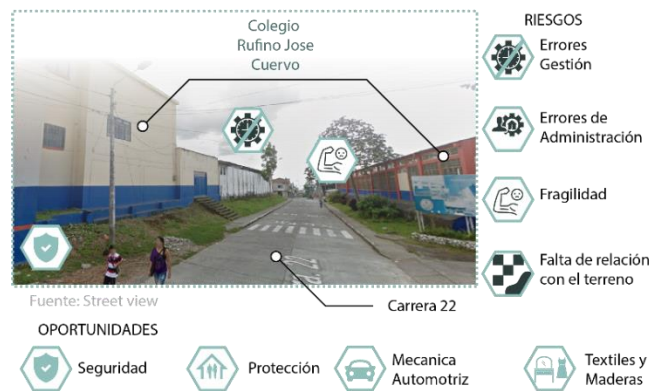 Colegio
Rufino Jose
Cuervo
RIESGOS
Errores
Gestión
Errores de
Administración
Fragilidad
Falta de relación
con el terreno
22
Fuente: Street view
Carrera 22
OPORTUNIDADES
Seguridad
Protección
Mecanica
Automotriz
Textiles y
Maderas